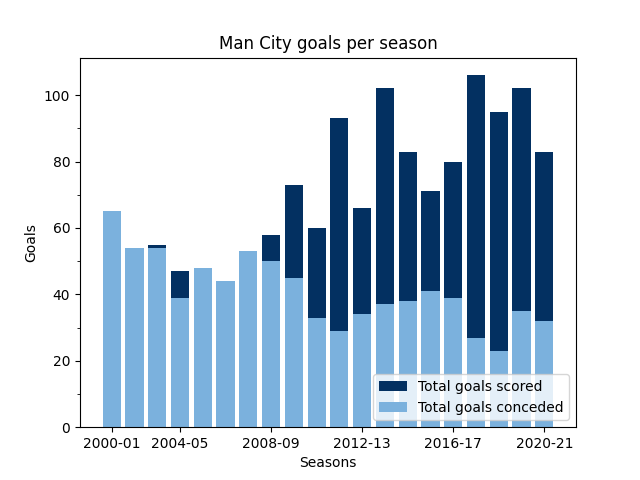 Man City goals per season
Goals
100
80
60
40
20
0
Total goals scored
Total goals conceded
2000-01 2004-05 2008-09 2012-13 2016-17 2020-21
Seasons